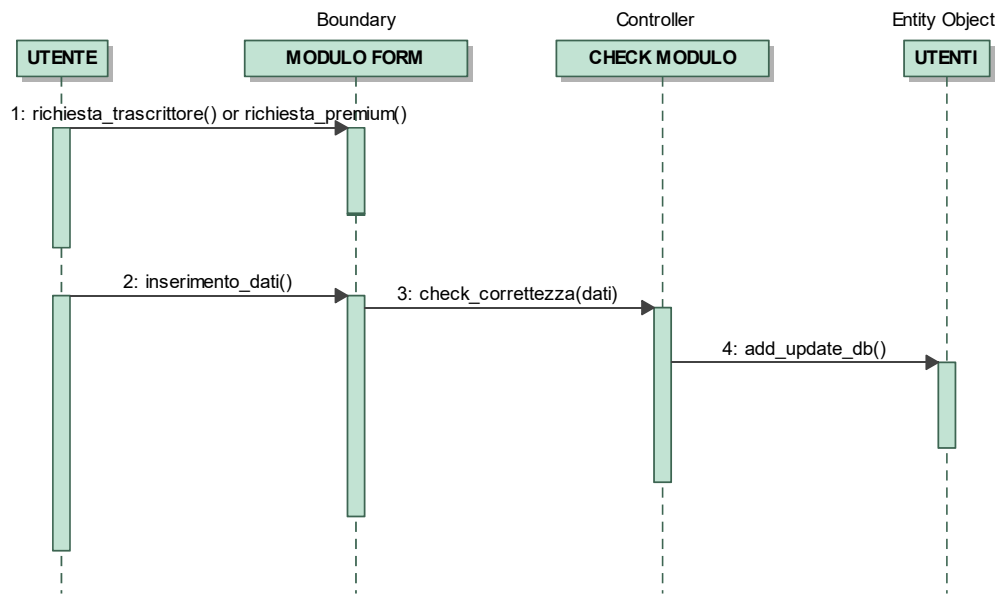 Boundary
Controller
Entity Object
UTENTE
MODULO FORM
CHECK MODULO
UTENTI
1: richiesta_trascrittore() or richiesta_premium()
2: inserimento_dati()
3: check_correttezza(dati)
4: add_update_db()